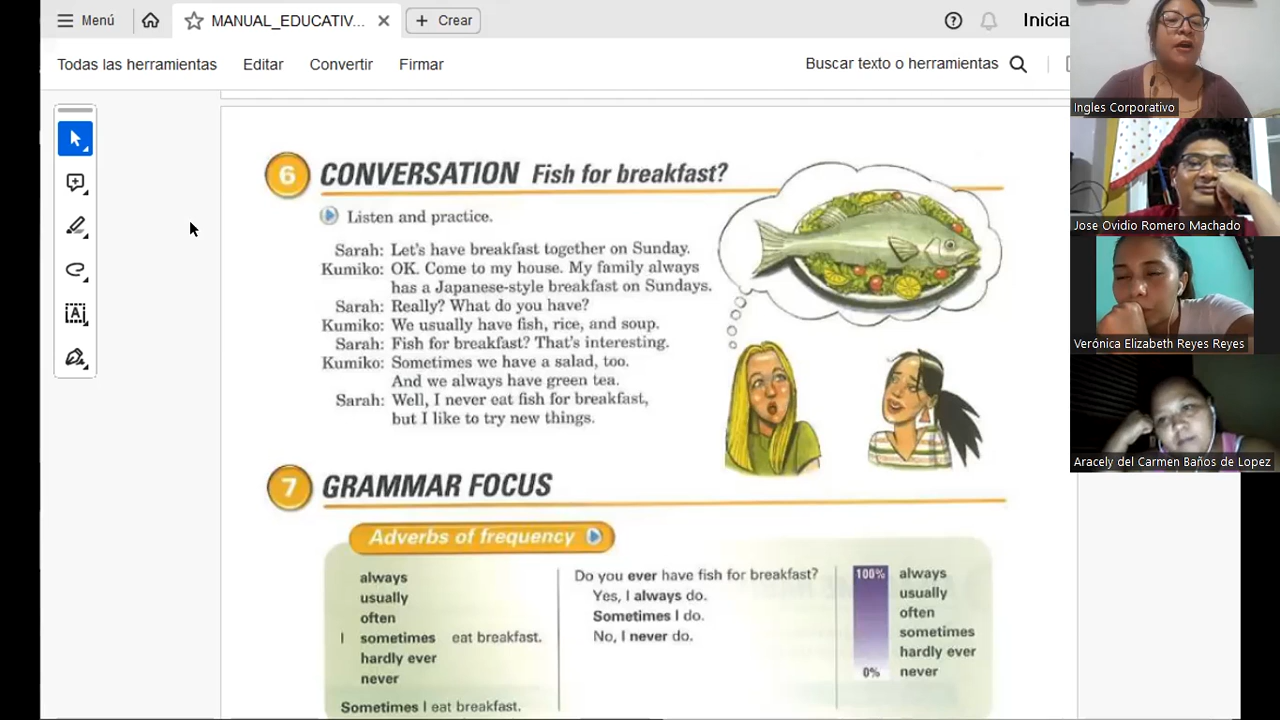 Menú
MANUAL_EDUCATIV...
Crear
Inicia
Todas las herramientas
Editar
Convertir
Firmar
Buscar texto o herramientas
6 CONVERSATION Fish for breakfast?
Listen and practice.
Sarah: Let's have breakfast together on Sunday.
Kumiko: OK. Come to my house. My family always
has a Japanese-style breakfast on Sundays.
Sarah: Really? What do you have?
Kumiko: We usually have fish, rice, and soup.
Sarah: Fish for breakfast? That's interesting.
Kumiko: Sometimes we have a salad, too.
And we always have green tea.
Sarah: Well, I never eat fish for breakfast,
but I like to try new things.
7 GRAMMAR FOCUS
Adverbs of frequency
always
usually
often
I sometimes eat breakfast.
hardly ever
never
Sometimes I eat breakfast.
Do you ever have fish for breakfast?
Yes, I always do.
Sometimes I do.
No, I never do.
100% always
usually
often
sometimes
hardly ever
0% never
Ingles Corporativo
Jose Ovidio Romero Machado
Verónica Elizabeth Reyes Reyes
Aracely del Carmen Baños de Lopez